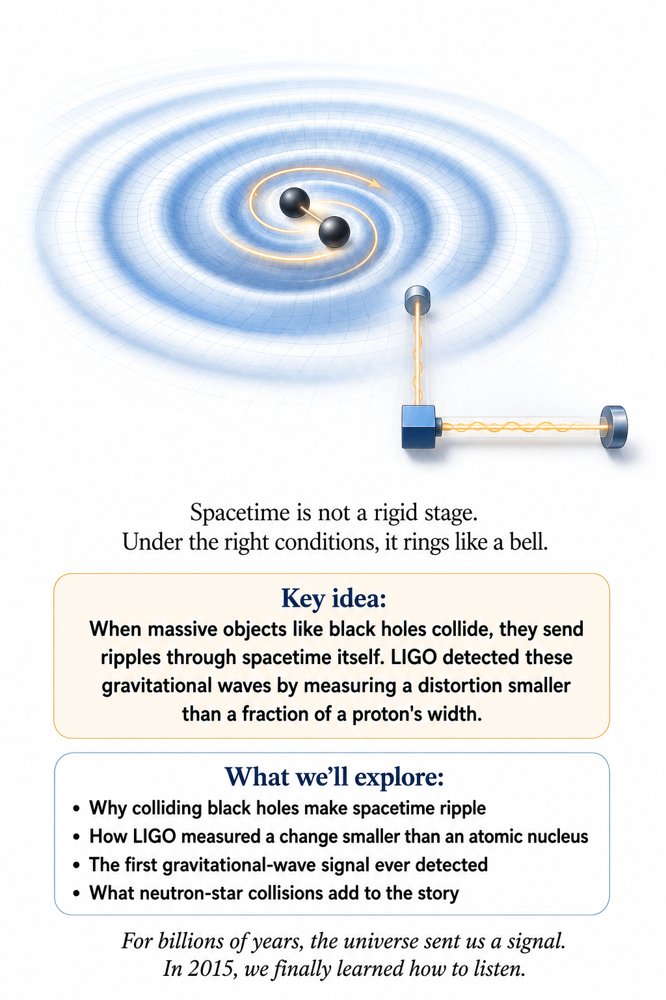 Spacetime is not a rigid stage.
Under the right conditions, it rings like a bell.
Key idea:
When massive objects like black holes collide, they send
ripples through spacetime itself. LIGO detected these
gravitational waves by measuring a distortion smaller
than a fraction of a proton's width.
What we’ll explore:
• Why colliding black holes make spacetime ripple
• How LIGO measured a change smaller than an atomic nucleus
• The first gravitational-wave signal ever detected
• What neutron-star collisions add to the story
For billions of years, the universe sent us a signal.
In 2015, we finally learned how to listen.